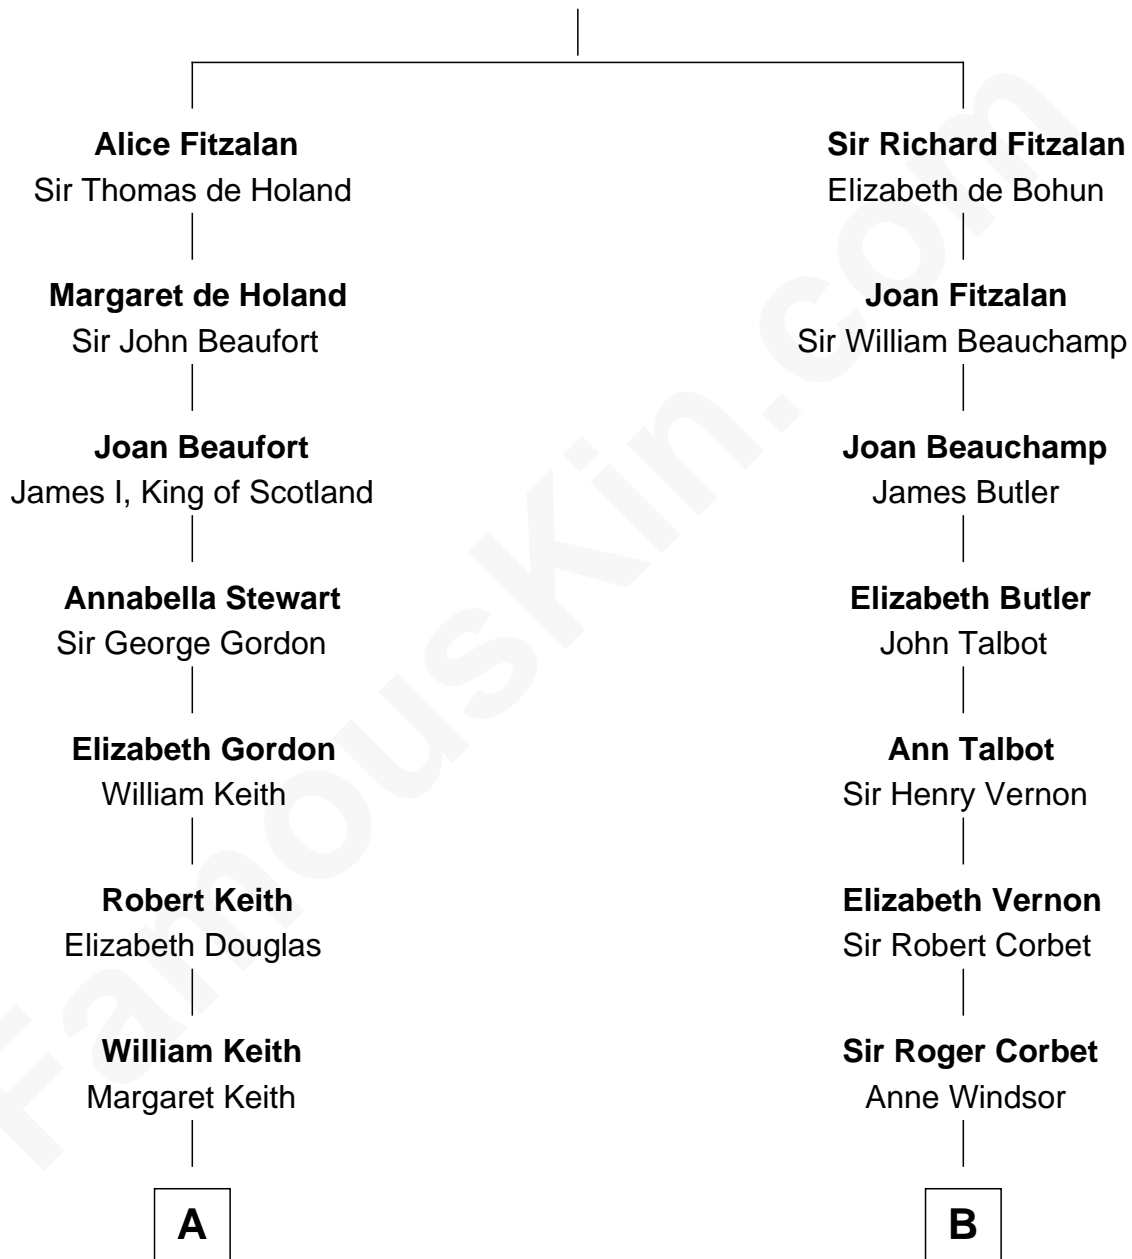 Alice Fitzalan
Sir Thomas de Holand
Margaret de Holand
Sir John Beaufort
Joan Beaufort
James I, King of Scotland
Annabella Stewart
Sir George Gordon
Elizabeth Gordon
William Keith
Robert Keith
Elizabeth Douglas
William Keith
Margaret Keith
A
Sir Richard Fitzalan
Elizabeth de Bohun
Joan Fitzalan
Sir William Beauchamp
Joan Beauchamp
James Butler
Elizabeth Butler
John Talbot
Ann Talbot
Sir Henry Vernon
Elizabeth Vernon
Sir Robert Corbet
Sir Roger Corbet
Anne Windsor
B
FamousKin.com